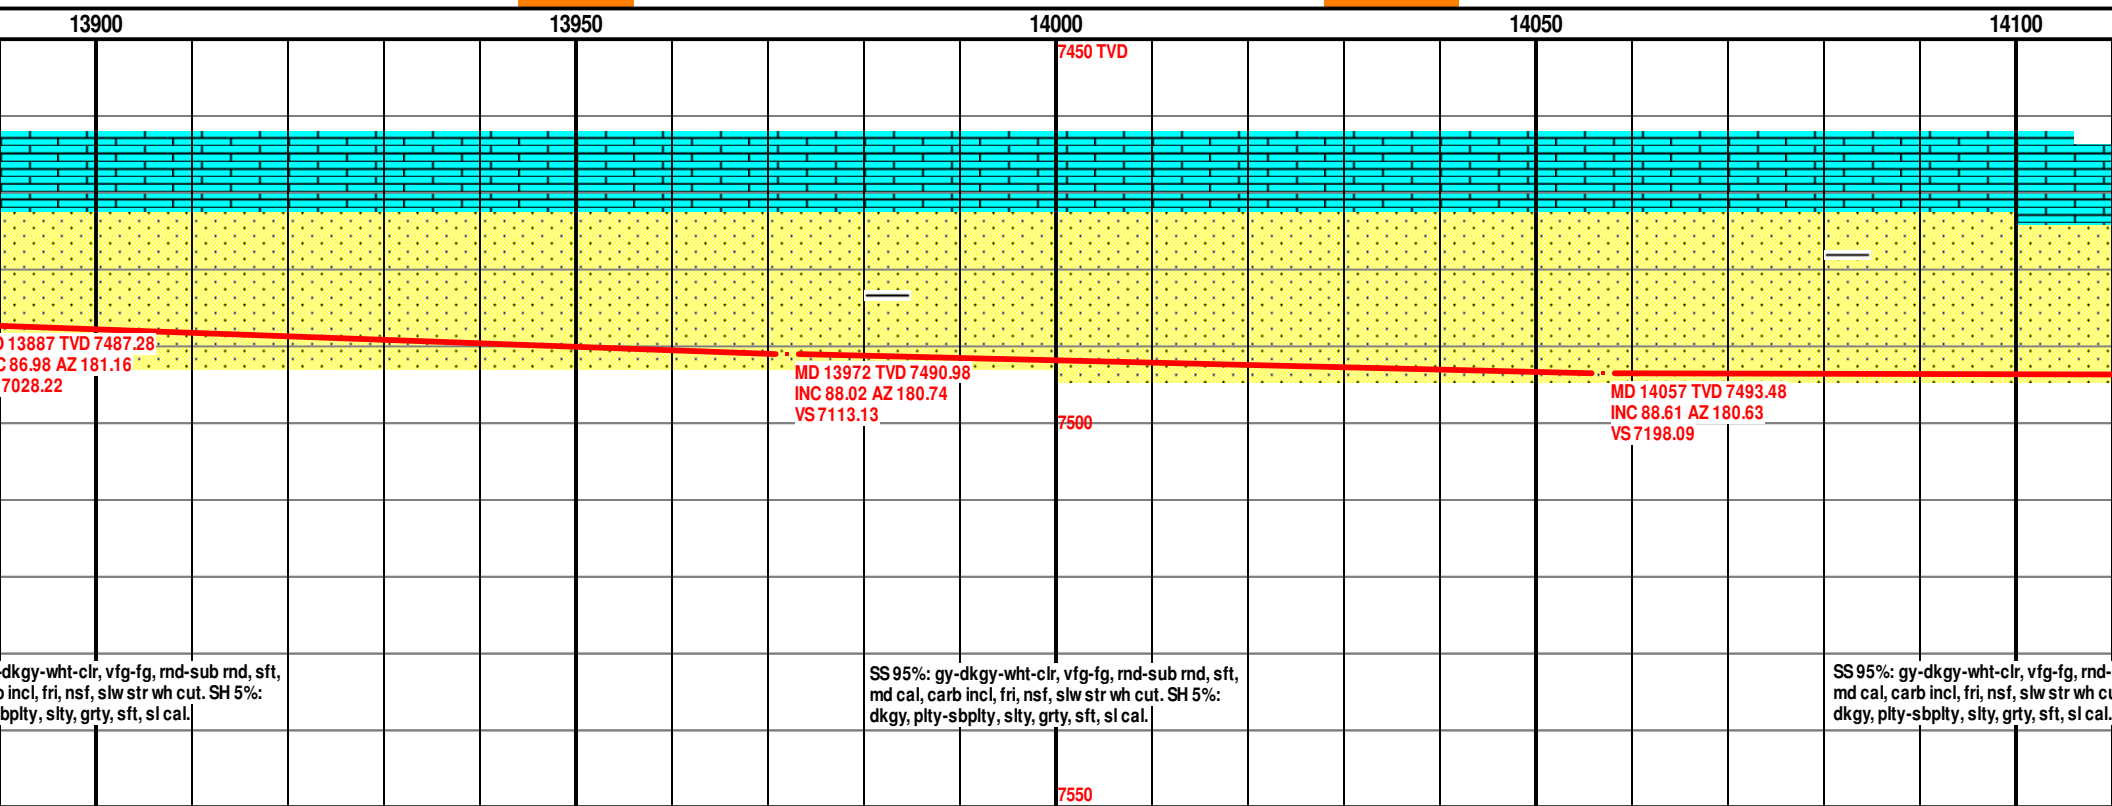 13900 13950 14000 14050 14100
7450 TVD
13887 TVD 7487.28
86.98 AZ 181.16
7028.22
MD 13972 TVD 7490.98
INC 88.02 AZ 180.74
VS 7113.13
MD 14057 TVD 7493.48
INC 88.61 AZ 180.63
VS 7198.09
7500
-dkgy-wht-clr, vfg-fg, rnd-sub rnd, sft,
incl, fri, nsf, slw str wh cut. SH 5%:
bplty, slty, grty, sft, sl cal.
SS 95%: gy-dkgy-wht-clr, vfg-fg, rnd-sub rnd, sft,
md cal, carb incl, fri, nsf, slw str wh cut. SH 5%:
dkgy, plty-sbplty, slty, grty, sft, sl cal.
SS 95%: gy-dkgy-wht-clr, vfg-fg, rnd-
md cal, carb incl, fri, nsf, slw str wh cu
dkgy, plty-sbplty, slty, grty, sft, sl cal.
7550